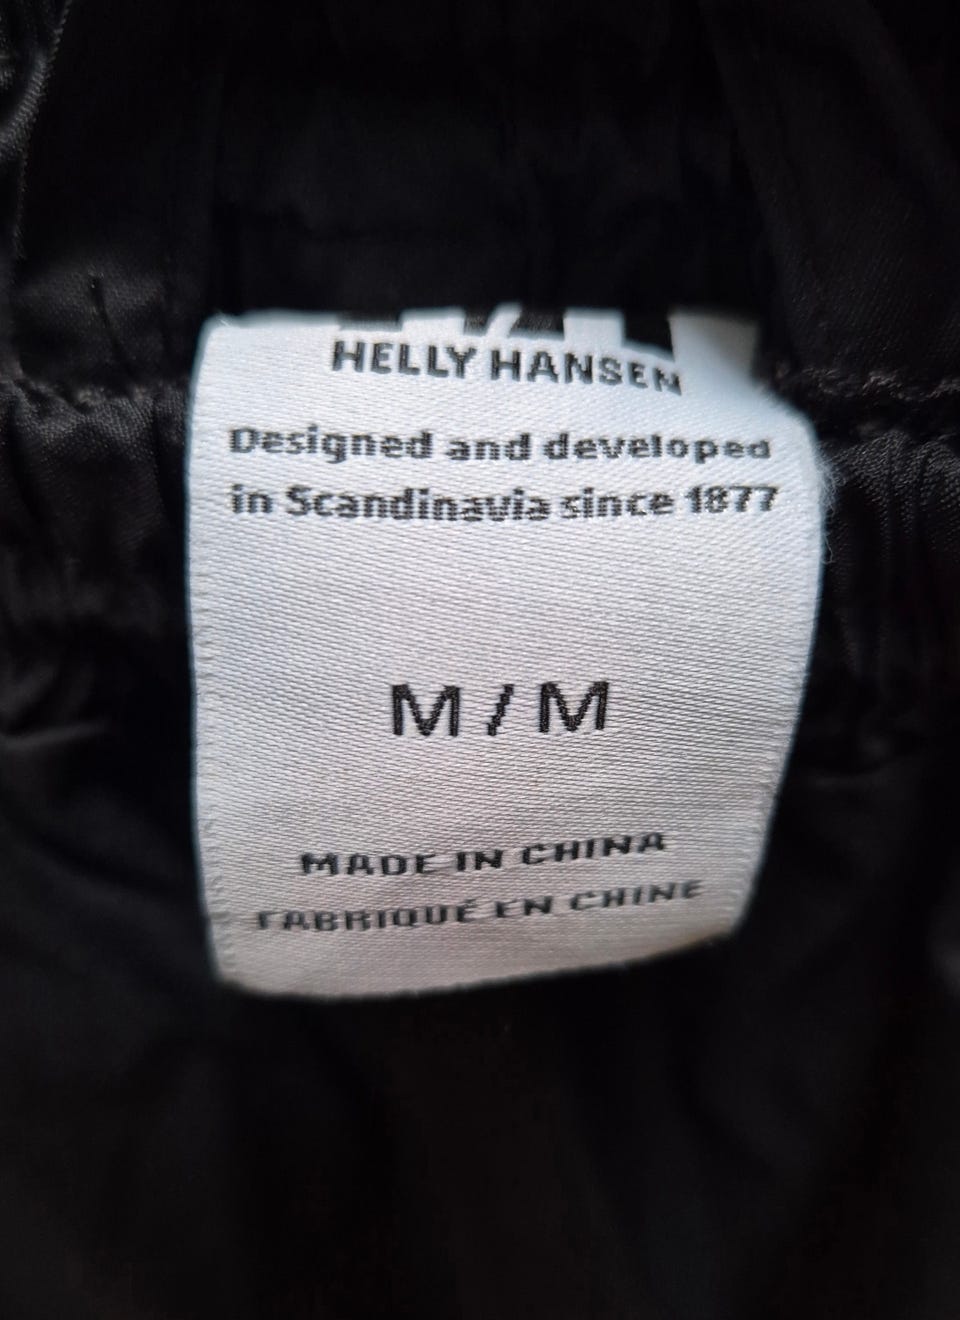 HELLY HANSEN
Designed and developed
in Scandinavia since 1877
M / M
MADE IN CHINA
FABRIQUÉ EN CHINE